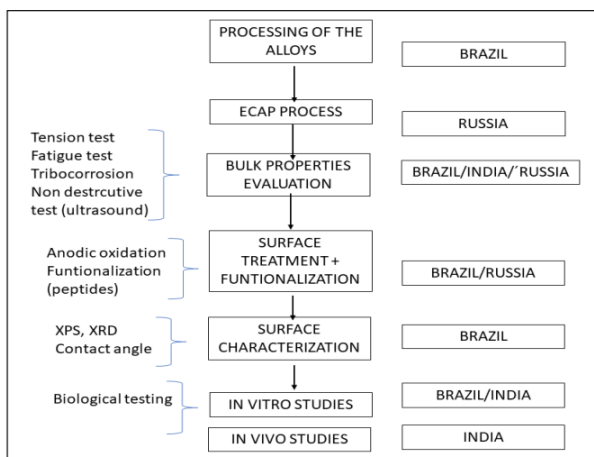 PROCESSING OF THE
ALLOYS
BRAZIL
ECAP PROCESS
RUSSIA
Tension test
Fatigue test
Tribocorrosion
Non destrcutive
test (ultrasound)
BULK PROPERTIES
EVALUATION
BRAZIL/INDIA/´RUSSIA
Anodic oxidation
Funtionalization
(peptides)
SURFACE
TREATMENT +
FUNTIONALIZATION
BRAZIL/RUSSIA
XPS, XRD
Contact angle
SURFACE
CHARACTERIZATION
BRAZIL
Biological testing
IN VITRO STUDIES
BRAZIL/INDIA
IN VIVO STUDIES
INDIA